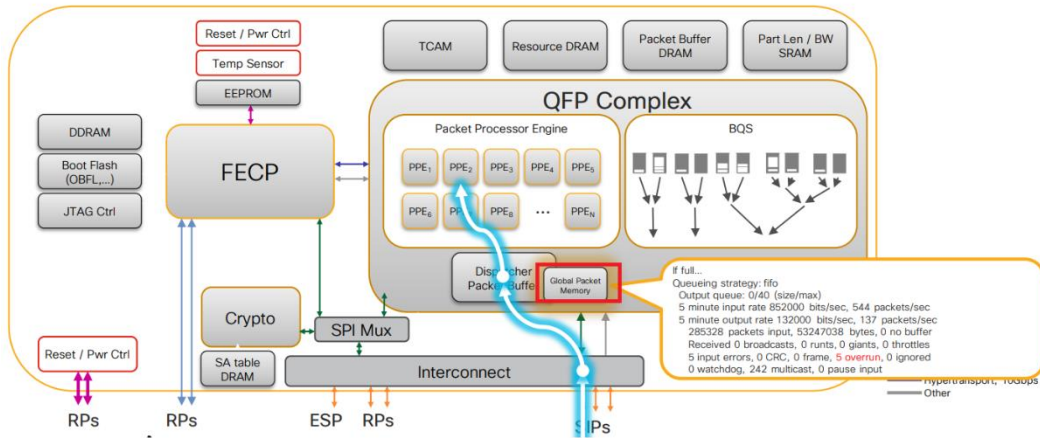 Reset / Pwr Ctrl
Temp Sensor
EEPROM
TCAM
Resource DRAM
Packet Buffer
DRAM
Part Len / BW
SRAM
DDRAM
Boot Flash
(OBFL,...)
JTAG Ctrl
FECP
QFP Complex
Packet Processor Engine
BQS
PPE1
PPE2
PPE3
PPE4
PPE5
PPE6
PPE8
...
PPEN
Dispatcher
Packet Buffer
Global Packet
Memory
If full...
Queueing strategy: fifo
Output queue: 0/40 (size/max)
5 minute input rate 852000 bits/sec, 544 packets/sec
5 minute output rate 132000 bits/sec, 137 packets/sec
285328 packets input, 53247038 bytes, 0 no buffer
Received 0 broadcasts, 0 runts, 0 giants, 0 throttles
5 input errors, 0 CRC, 0 frame, 5 overrun, 0 ignored
0 watchdog, 242 multicast, 0 pause input
Crypto
SPI Mux
SA table
DRAM
Reset / Pwr Ctrl
Interconnect
Hypertransport, 10Gbps
Other
RPs
RPs
ESP
RPs
SIPs